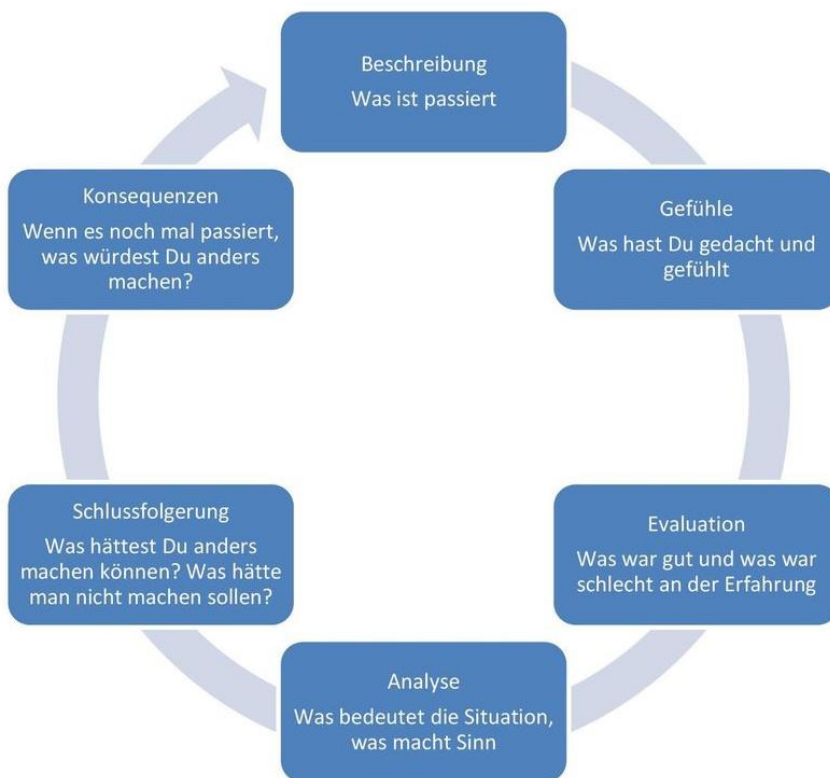 Beschreibung
Was ist passiert
Gefühle
Was hast Du gedacht und
gefühlt
Evaluation
Was war gut und was war
schlecht an der Erfahrung
Analyse
Was bedeutet die Situation,
was macht Sinn
Schlussfolgerung
Was hättest Du anders
machen können? Was hätte
man nicht machen sollen?
Konsequenzen
Wenn es noch mal passiert,
was würdest Du anders
machen?